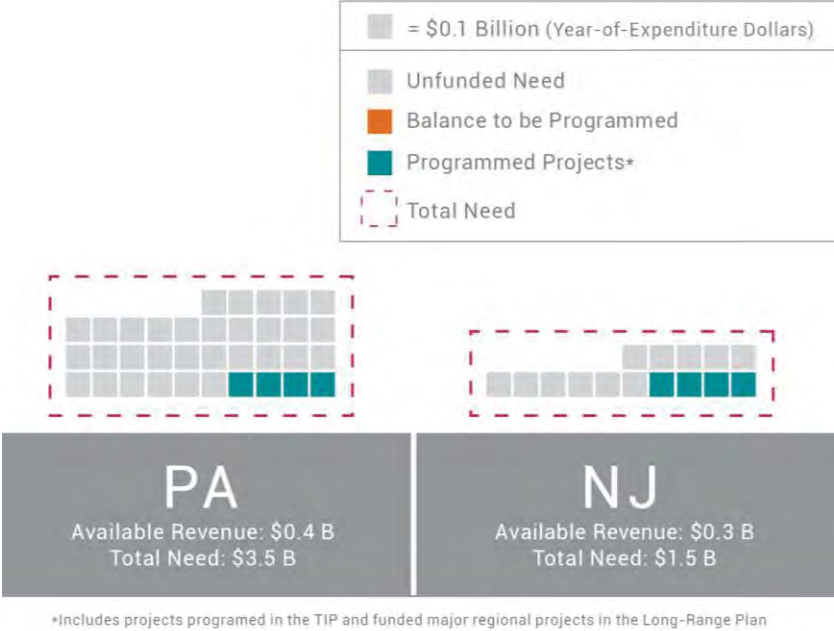 = $0.1 Billion (Year-of-Expenditure Dollars)
Unfunded Need
Balance to be Programmed
Programmed Projects*
Total Need
PA
Available Revenue: $0.4 B
Total Need: $3.5 B
NJ
Available Revenue: $0.3 B
Total Need: $1.5 B
*Includes projects programed in the TIP and funded major regional projects in the Long-Range Plan